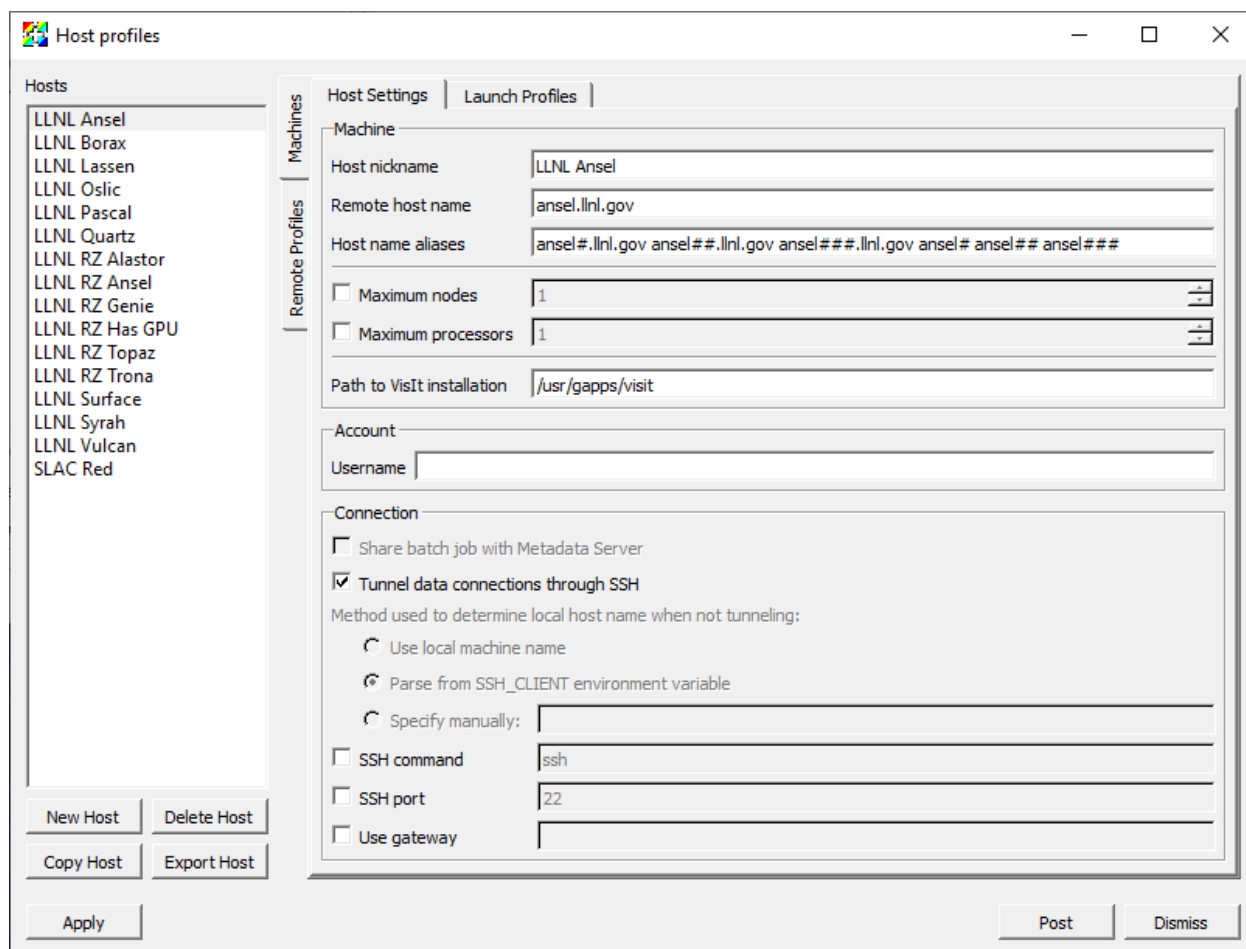 Host profiles
Hosts
LLNL Ansel
LLNL Borax
LLNL Lassen
LLNL Oslic
LLNL Pascal
LLNL Quartz
LLNL RZ Alastor
LLNL RZ Ansel
LLNL RZ Genie
LLNL RZ Has GPU
LLNL RZ Topaz
LLNL RZ Trona
LLNL Surface
LLNL Syrah
LLNL Vulcan
SLAC Red
New Host Delete Host
Copy Host Export Host
Machines
Remote Profiles
Host Settings Launch Profiles
Machine
Host nickname LLNL Ansel
Remote host name ansel.llnl.gov
Host name aliases ansel#.llnl.gov ansel##.llnl.gov ansel###.llnl.gov ansel# ansel## ansel###
Maximum nodes 1
Maximum processors 1
Path to VisIt installation /usr/gapps/visit
Account
Username
Connection
Share batch job with Metadata Server
Tunnel data connections through SSH
Method used to determine local host name when not tunneling:
Use local machine name
Parse from SSH_CLIENT environment variable
Specify manually:
SSH command ssh
SSH port 22
Use gateway
Apply Post Dismiss